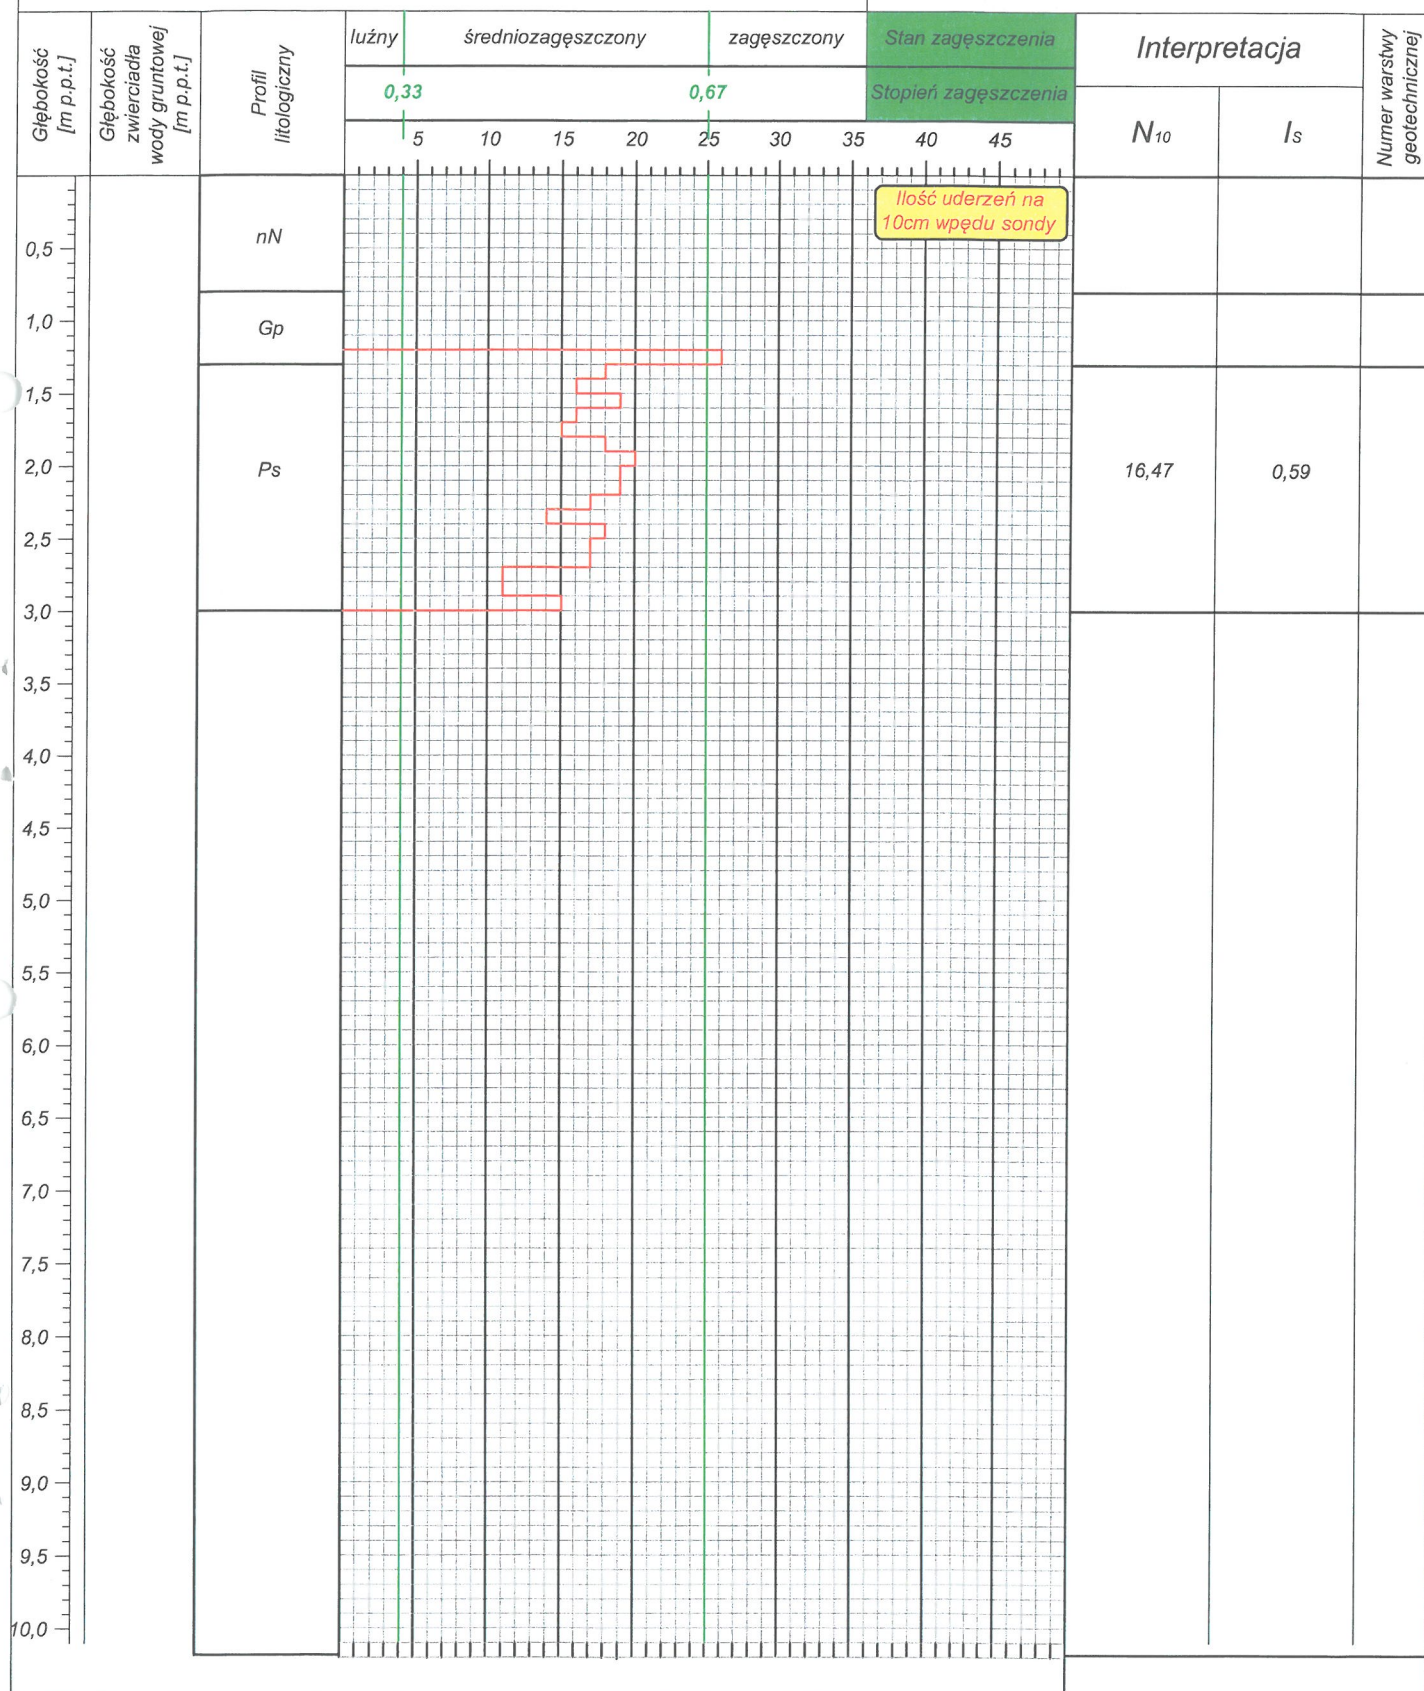 Głębokość
[m p.p.t.]
Głębokość
zwierciadła
wody gruntowej
[m p.p.t.]
Profil
litologiczny
luźny
średniozagęszczony
zagęszczony
Stan zagęszczenia
0,33
0,67
Stopień zagęszczenia
5
10
15
20
25
30
35
40
45
Interpretacja
N10
IS
Numer warstwy
geotechnicznej
Ilość uderzeń na
10cm wpędu sondy
nN
0,5
1,0
Gp
1,5
2,0
Ps
16,47
0,59
2,5
3,0
3,5
4,0
4,5
5,0
5,5
6,0
6,5
7,0
7,5
8,0
8,5
9,0
9,5
10,0